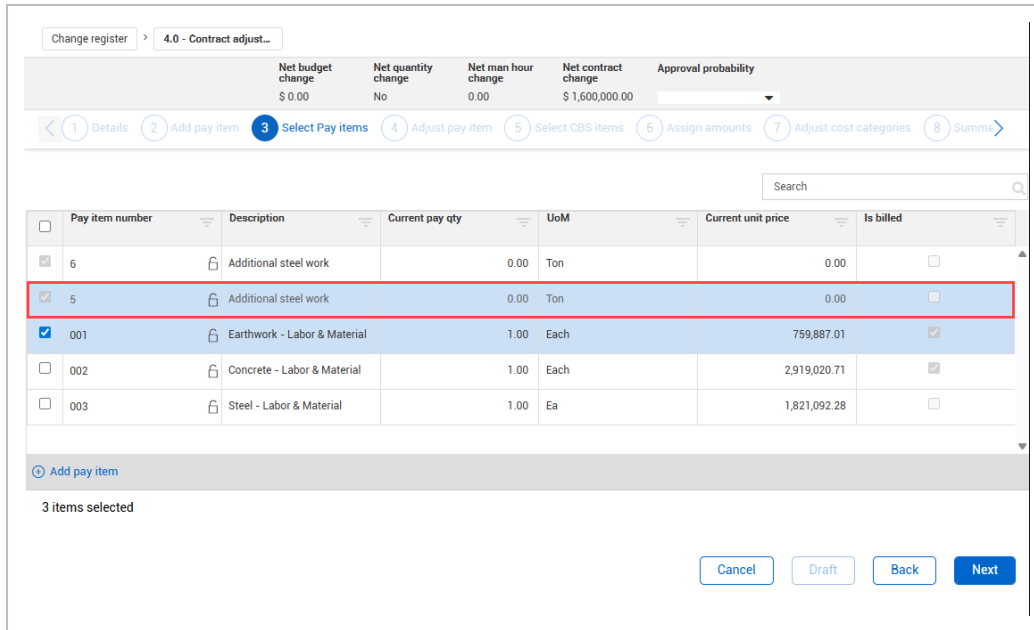 Change register > 4.0 - Contract adjust...
Net budget change Net quantity change Net man hour change Net contract change Approval probability
$ 0.00 No 0.00 $ 1,600,000.00
1 Details 2 Add pay item 3 Select Pay items 4 Adjust pay item 5 Select CBS items 6 Assign amounts 7 Adjust cost categories 8 Summa
Search
Pay item number Description Current pay qty UoM Current unit price Is billed
6 Additional steel work 0.00 Ton 0.00
5 Additional steel work 0.00 Ton 0.00
001 Earthwork - Labor & Material 1.00 Each 759,887.01
002 Concrete - Labor & Material 1.00 Each 2,919,020.71
003 Steel - Labor & Material 1.00 Ea 1,821,092.28
Add pay item
3 items selected
Cancel Draft Back Next